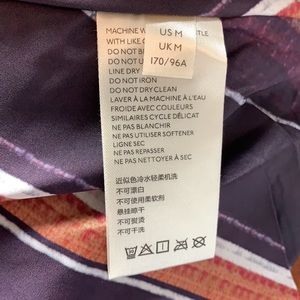 MACHINE W
WITH LIKE
DO NOT BL
DO NOT U
LINE DRY
DO NOT IRON
DO NOT DRY CLEAN
LAVER À LA MACHINE À L'EAU
FROIDE AVEC COULEURS
SIMILAIRES CYCLE DÉLICAT
NE PAS BLANCHIR
NE PAS UTILISER SOFTENER
LIGNE SEC
NE PAS REPASSER
NE PAS NETTOYER À SEC
近似色冷水轻柔机洗
不可漂白
不可使用柔软剂
悬挂晾干
不可熨烫
不可干洗
US M
UK M
170/96A